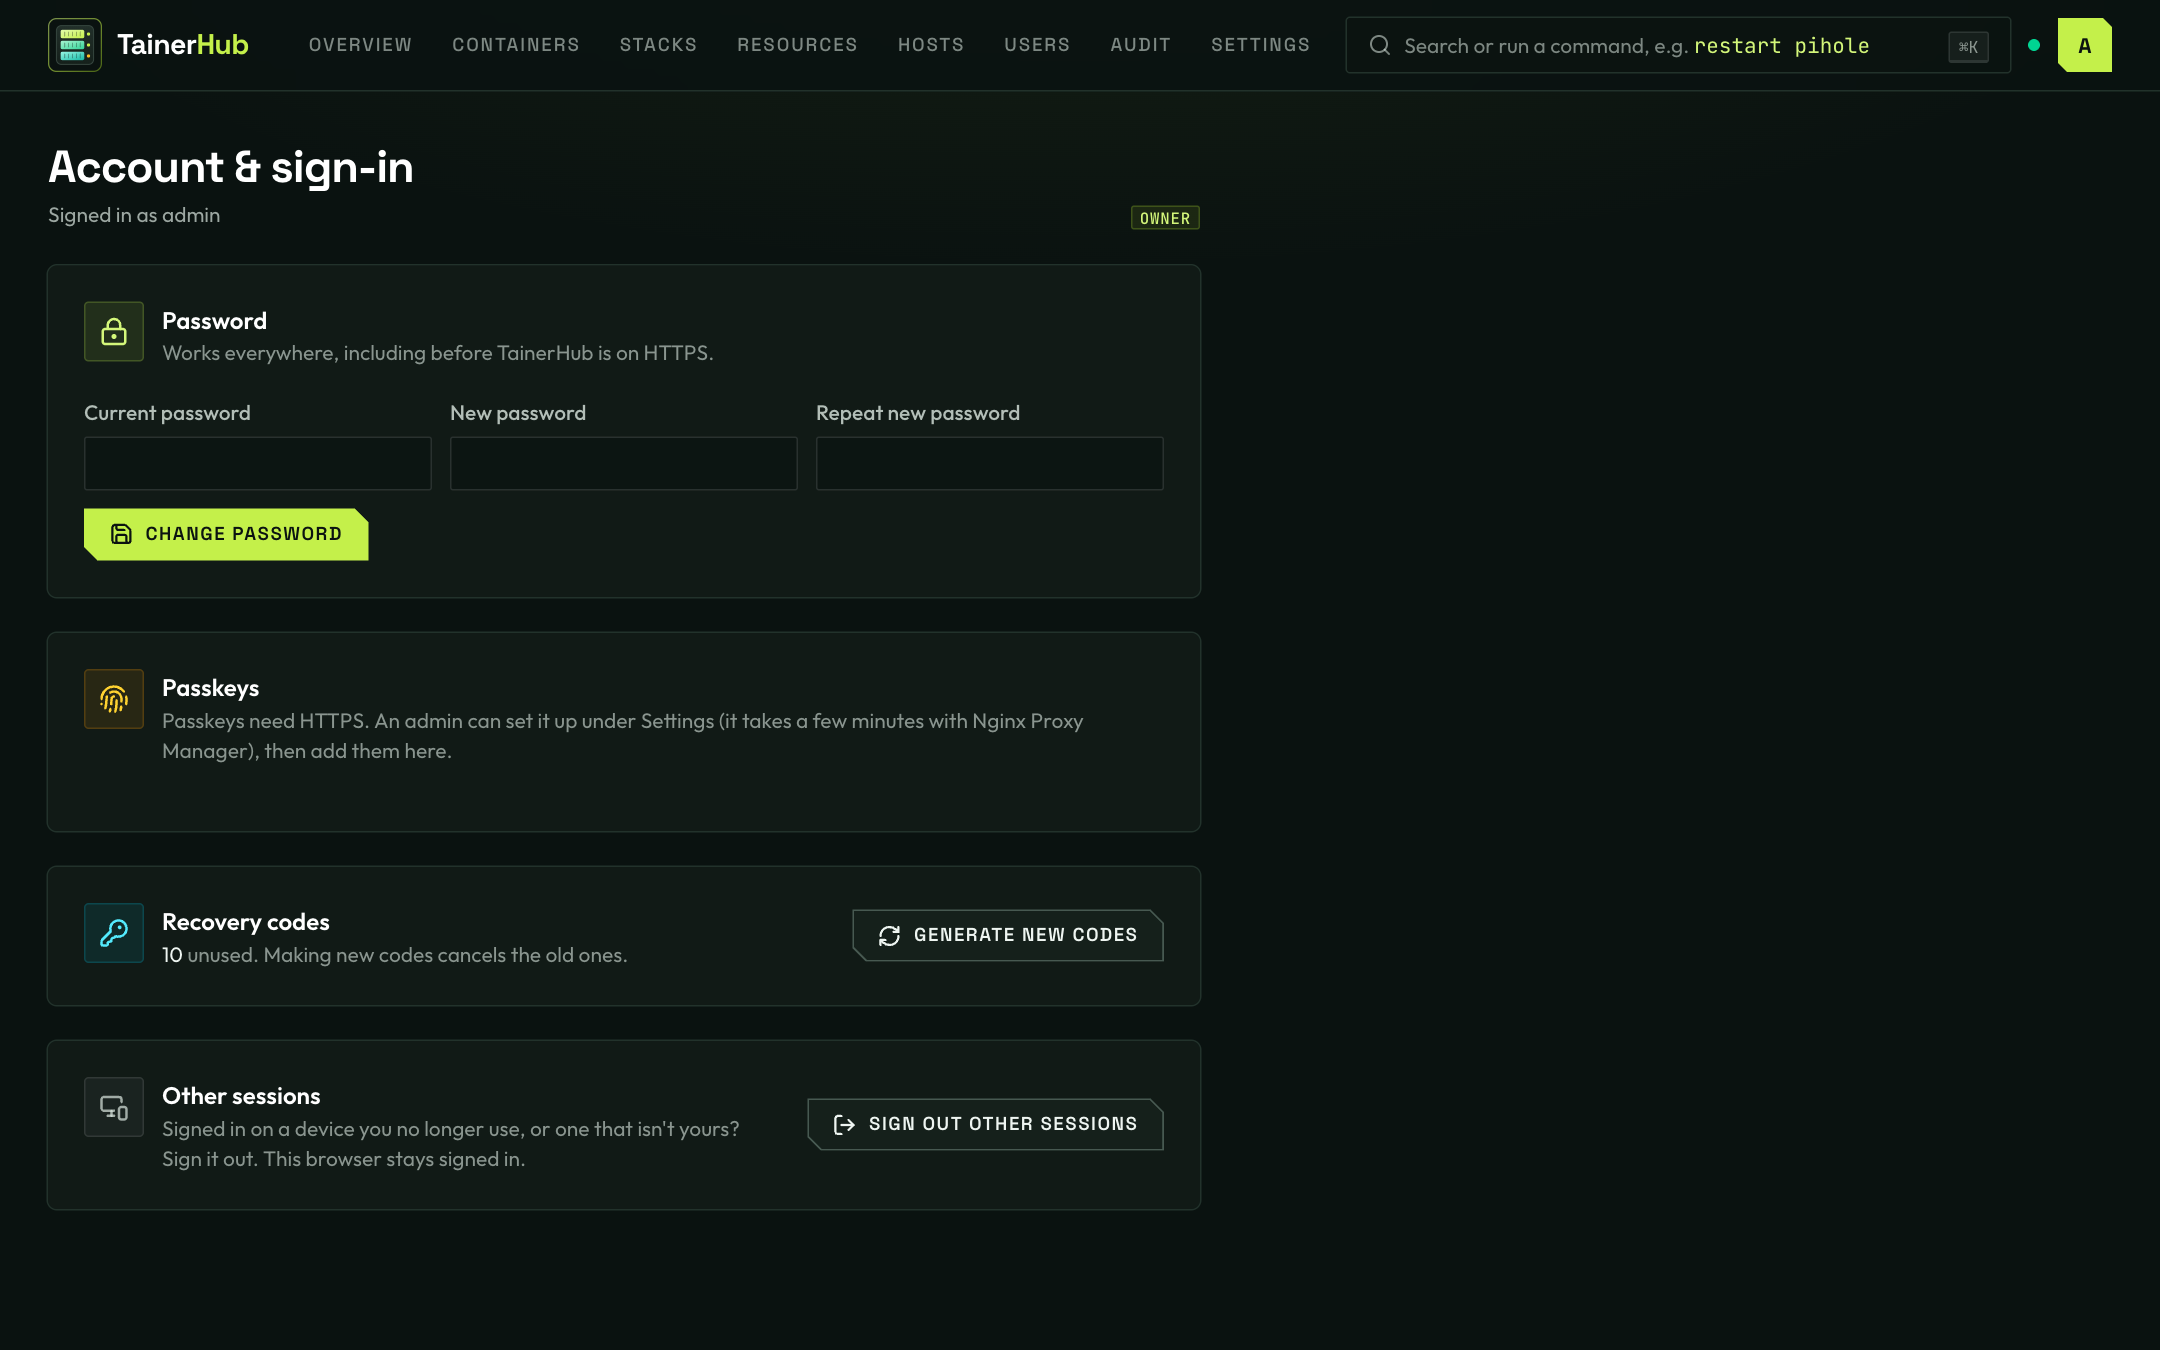 TainerHub
OVERVIEW CONTAINERS STACKS RESOURCES HOSTS USERS AUDIT SETTINGS
Search or run a command, e.g. restart pihole ⌘K
A
Account & sign-in
Signed in as admin
OWNER
Password
Works everywhere, including before TainerHub is on HTTPS.
Current password New password Repeat new password
CHANGE PASSWORD
Passkeys
Passkeys need HTTPS. An admin can set it up under Settings (it takes a few minutes with Nginx Proxy
Manager), then add them here.
Recovery codes
10 unused. Making new codes cancels the old ones.
GENERATE NEW CODES
Other sessions
Signed in on a device you no longer use, or one that isn't yours?
Sign it out. This browser stays signed in.
SIGN OUT OTHER SESSIONS